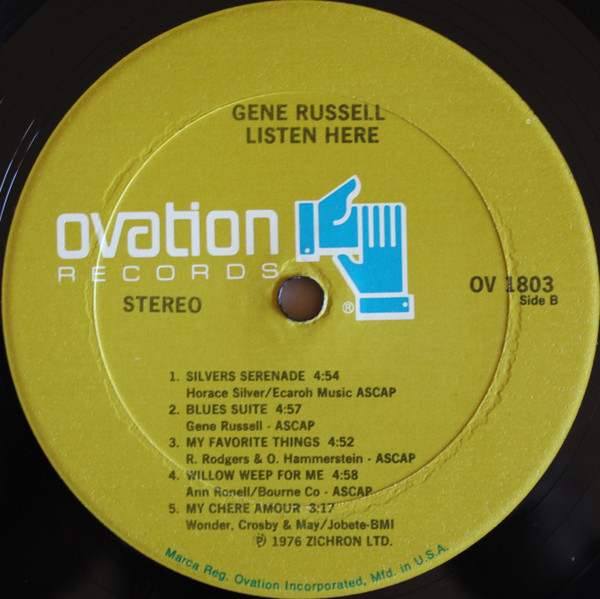 GENE RUSSELL
LISTEN HERE
ovation
RECORDS
®
STEREO
OV 1803
Side B
1. SILVERS SERENADE 4:54
Horace Silver/Ecaroh Music ASCAP
2. BLUES SUITE 4:57
Gene Russell - ASCAP
3. MY FAVORITE THINGS 4:52
R. Rodgers & O. Hammerstein - ASCAP
4. WILLOW WEEP FOR ME 4:58
Ann Ronell/Bourne Co - ASCAP
5. MY CHERE AMOUR 3:17
Wonder, Crosby & May/Jobete-BMI
℗ 1976 ZICHRON LTD.
Marca Reg. Ovation Incorporated, Mfd. in U.S.A.